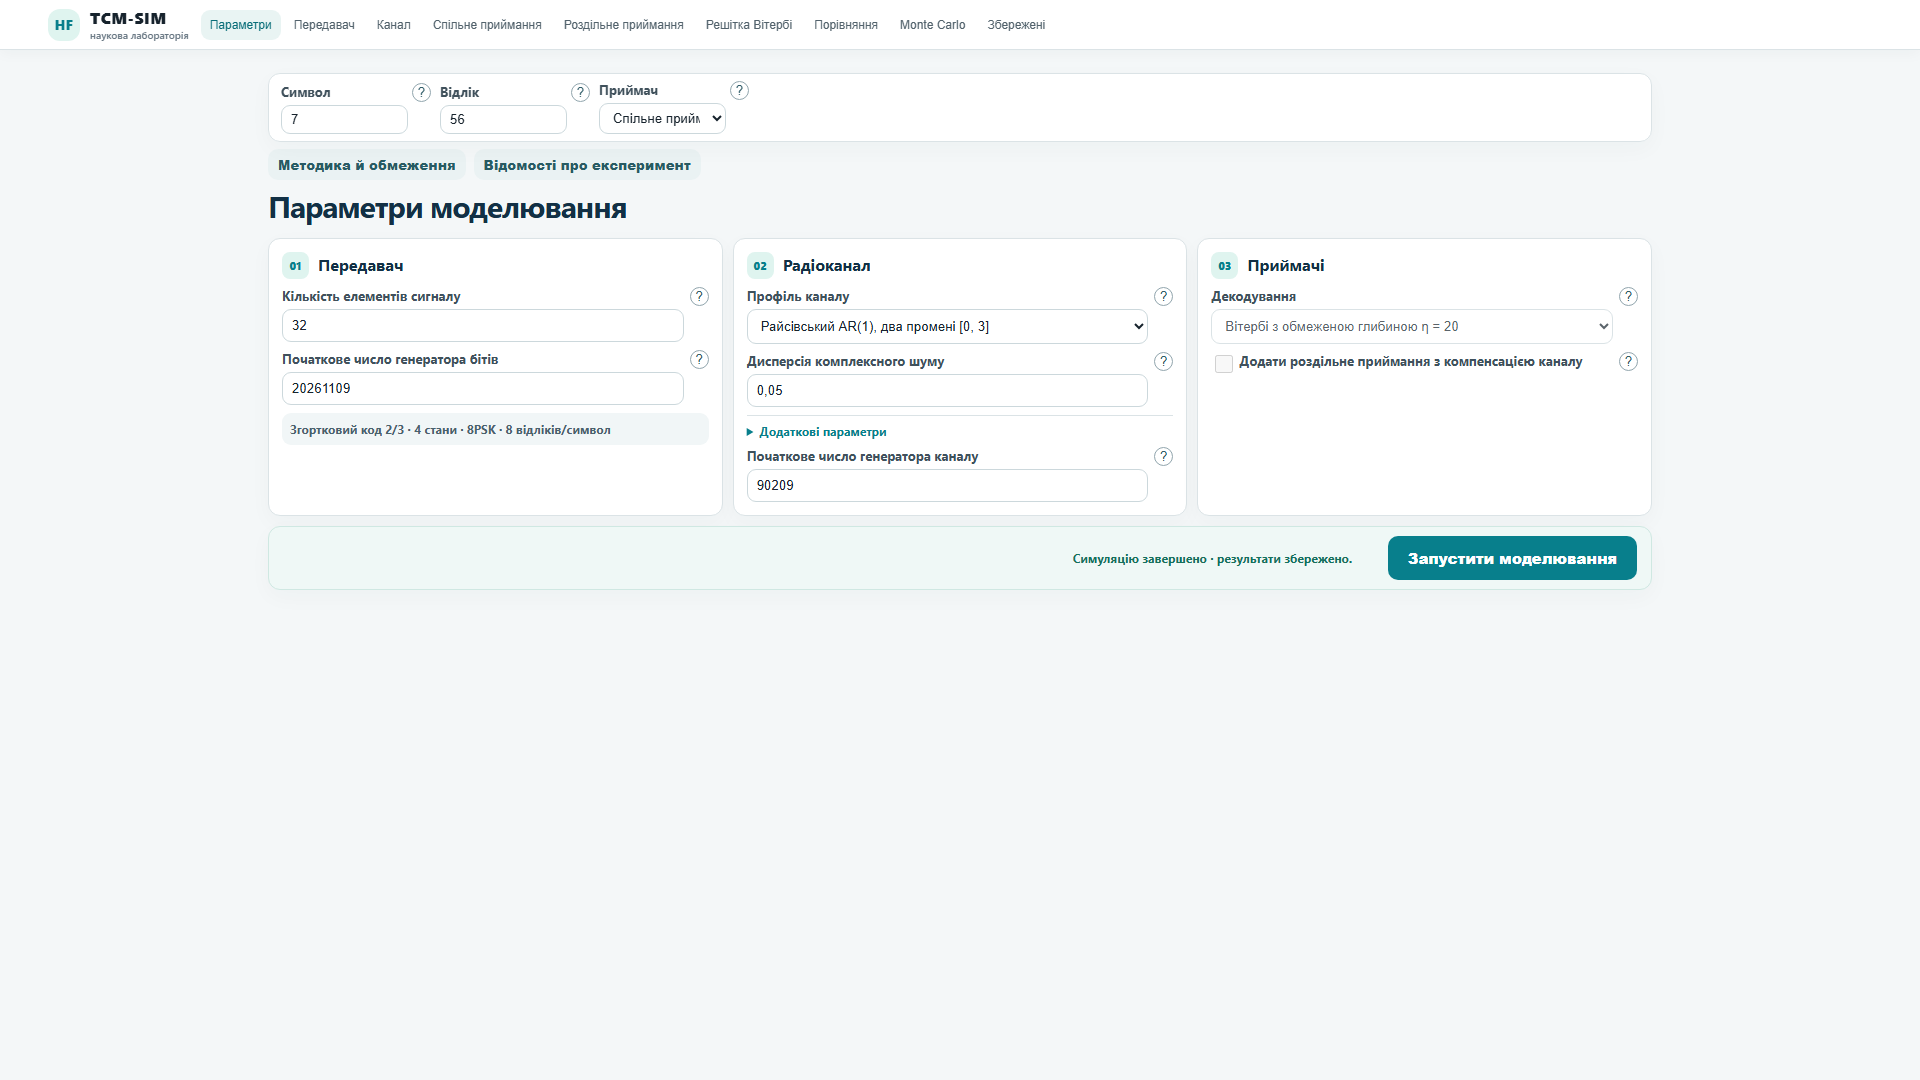 HF
TCM-SIM
наукова лабораторія
Параметри
Передавач
Канал
Спільне приймання
Роздільне приймання
Решітка Вітербі
Порівняння
Monte Carlo
Збережені
Символ ?
7
Відлік ?
56
Приймач ?
Спільне прийм
Методика й обмеження
Відомості про експеримент
Параметри моделювання
01 Передавач
Кількість елементів сигналу ?
32
Початкове число генератора бітів ?
20261109
Згортковий код 2/3 · 4 стани · 8PSK · 8 відліків/символ
02 Радіоканал
Профіль каналу ?
Райсівський AR(1), два промені [0, 3]
Дисперсія комплексного шуму ?
0,05
Додаткові параметри
Початкове число генератора каналу ?
90209
03 Приймачі
Декодування ?
Вітербі з обмеженою глибиною η = 20
Додати роздільне приймання з компенсацією каналу ?
Симуляцію завершено · результати збережено.
Запустити моделювання